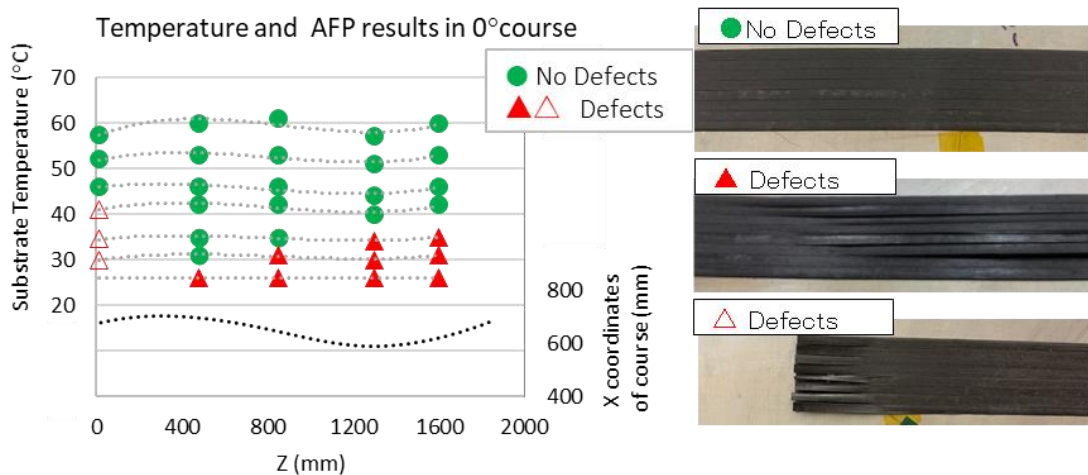 Temperature and AFP results in 0°course
Substrate Temperature (°C)
70
60
50
40
30
20
No Defects
Defects
800
600
400
X coordinates
of course (mm)
0
400
800
1200
1600
2000
Z (mm)
No Defects
Defects
Defects